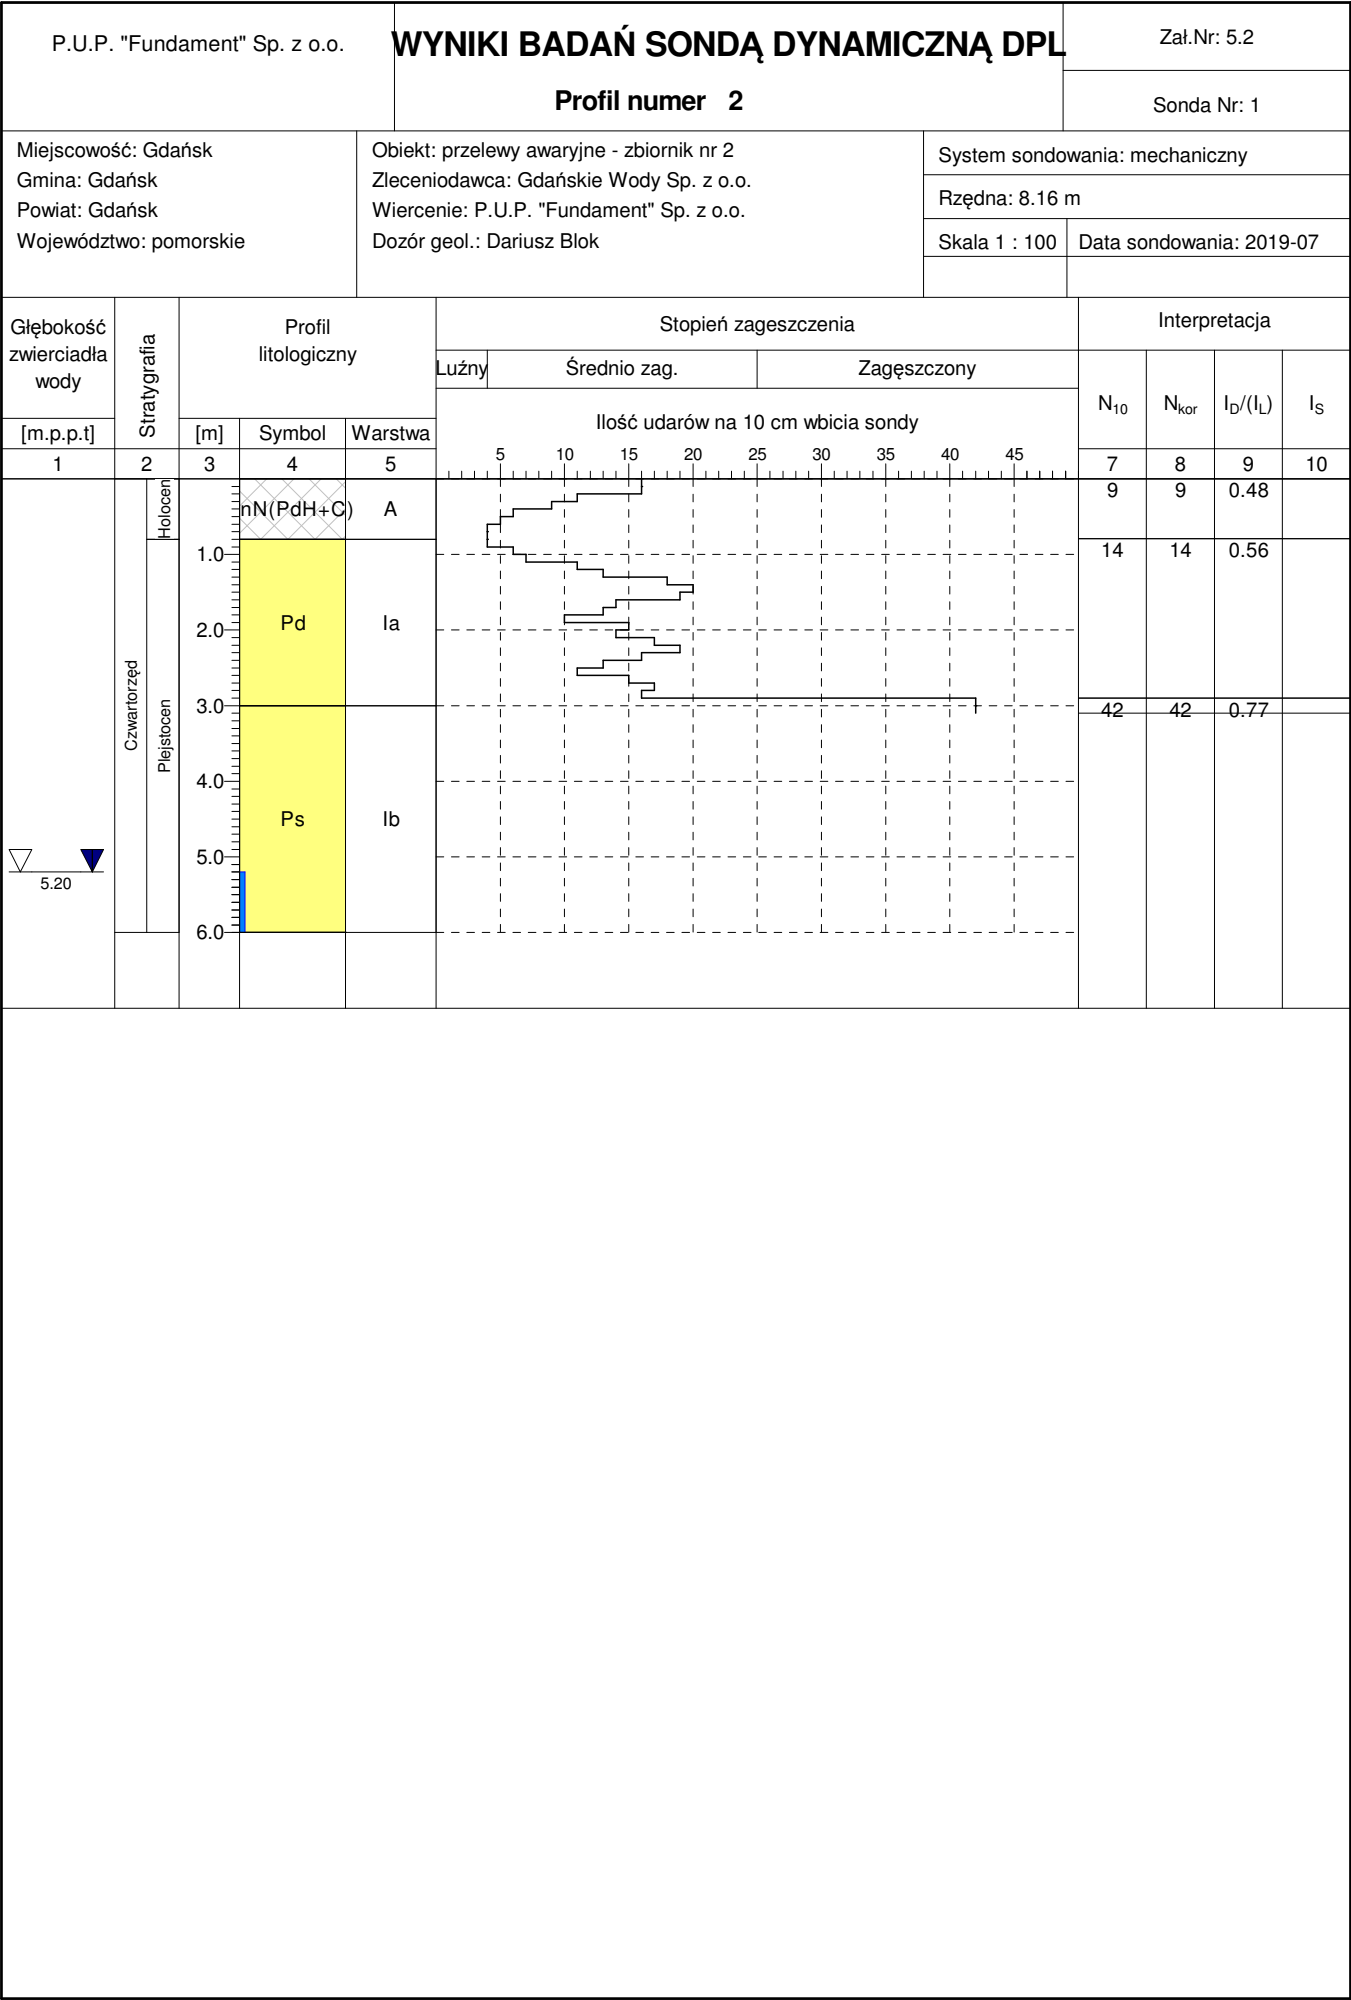 P.U.P. "Fundament" Sp. z o.o.
WYNIKI BADAŃ SONDĄ DYNAMICZNĄ DPL
Profil numer 2
Zał.Nr: 5.2
Sonda Nr: 1
Miejscowość: Gdańsk
Gmina: Gdańsk
Powiat: Gdańsk
Województwo: pomorskie
Obiekt: przelewy awaryjne - zbiornik nr 2
Zleceniodawca: Gdańskie Wody Sp. z o.o.
Wiercenie: P.U.P. "Fundament" Sp. z o.o.
Dozór geol.: Dariusz Blok
System sondowania: mechaniczny
Rzędna: 8.16 m
Skala 1 : 100 Data sondowania: 2019-07
Głębokość
zwierciadła
wody
[m.p.p.t]
Stratygrafia
Profil
litologiczny
[m] Symbol Warstwa
Stopień zageszczenia
Luźny Średnio zag. Zagęszczony
Ilość udarów na 10 cm wbicia sondy
5 10 15 20 25 30 35 40 45
Interpretacja
N10 Nkor ID/(IL) IS
1 2 3 4 5 7 8 9 10
Holocen
nN(PdH+C) A
9 9 0.48
1.0
14 14 0.56
2.0
Pd Ia
Czwartorzęd
Plejstocen
3.0
42 42 0.77
4.0
Ps Ib
5.0
5.20
6.0